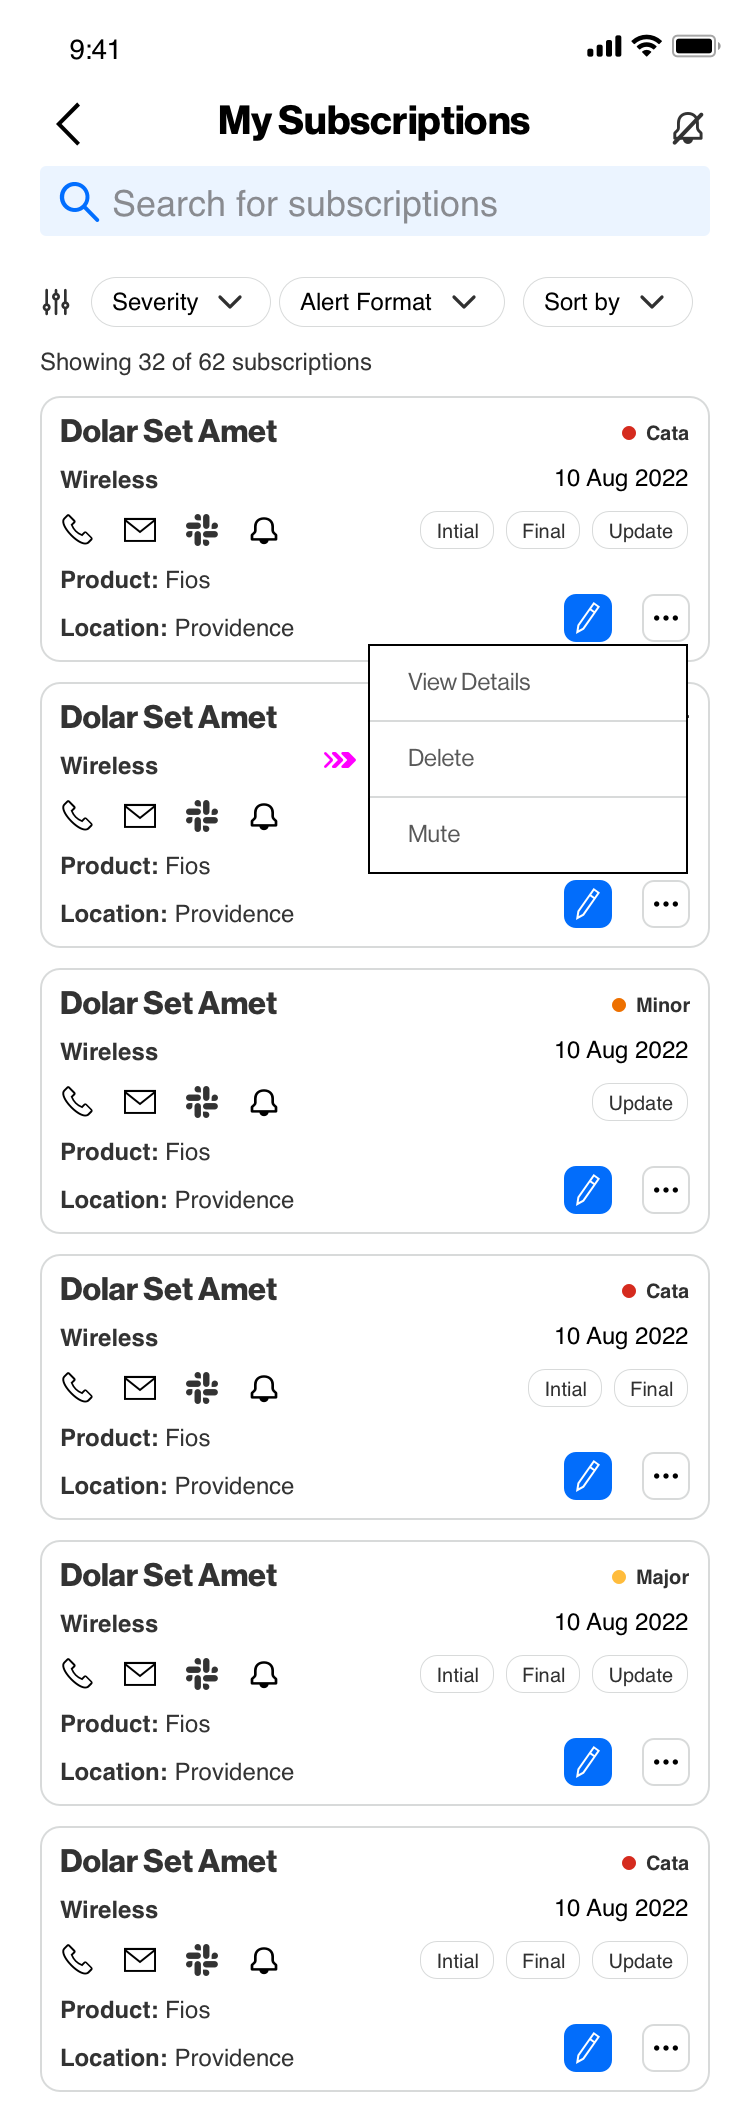 9:41
My Subscriptions
Search for subscriptions
Severity Alert Format Sort by
Showing 32 of 62 subscriptions
Dolar Set Amet Cata
Wireless 10 Aug 2022
Intial Final Update
Product: Fios
Location: Providence
View Details
Delete
Mute
Dolar Set Amet
Wireless
Product: Fios
Location: Providence
Dolar Set Amet Minor
Wireless 10 Aug 2022
Update
Product: Fios
Location: Providence
Dolar Set Amet Cata
Wireless 10 Aug 2022
Intial Final
Product: Fios
Location: Providence
Dolar Set Amet Major
Wireless 10 Aug 2022
Intial Final Update
Product: Fios
Location: Providence
Dolar Set Amet Cata
Wireless 10 Aug 2022
Intial Final Update
Product: Fios
Location: Providence